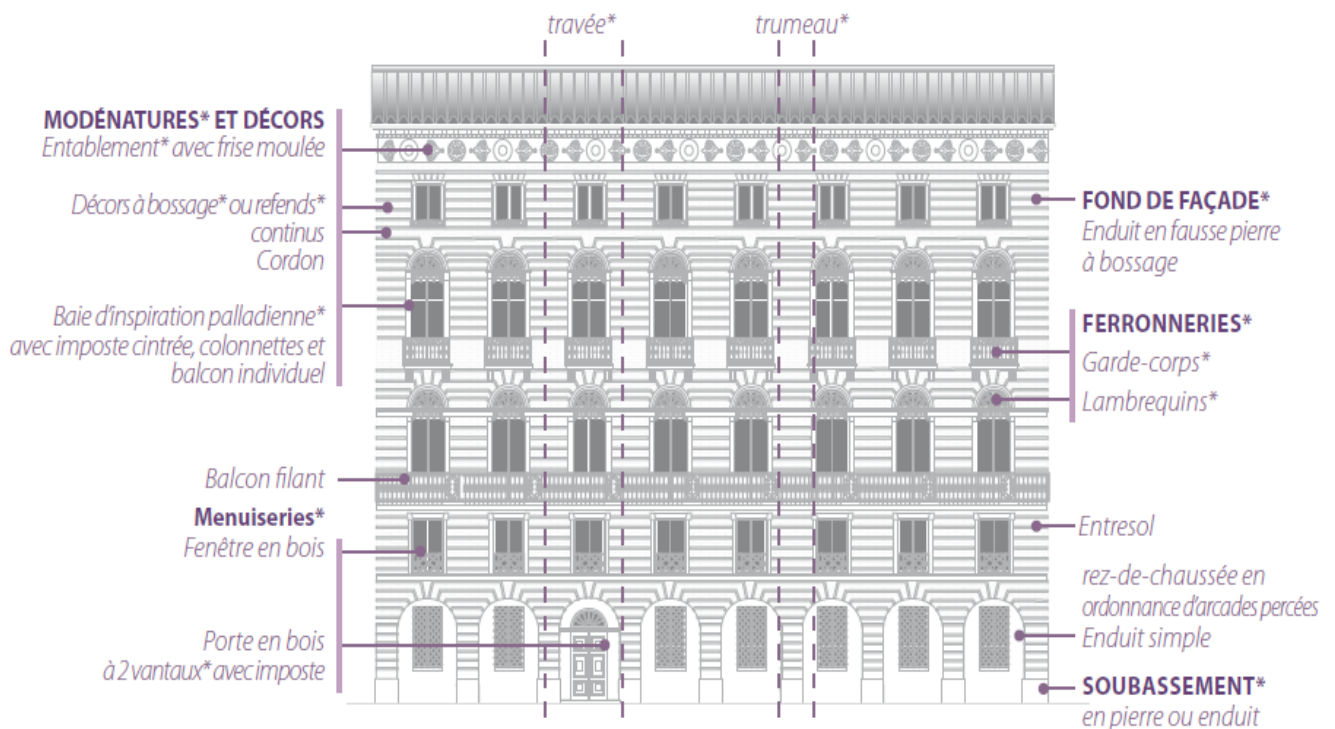 travée*
trumeau*
MODÉNATURES* ET DÉCORS
Entablement* avec frise moulée
Décors à bossage* ou refends*
continus
Cordon
Baie d'inspiration palladienne*
avec imposte cintrée, colonnettes et
balcon individuel
Balcon filant
Menuiseries*
Fenêtre en bois
Porte en bois
à 2 vantaux* avec imposte
FOND DE FAÇADE*
Enduit en fausse pierre
à bossage
FERRONNERIES*
Garde-corps*
Lambrequins*
Entresol
rez-de-chaussée en
ordonnance d'arcades percées
Enduit simple
SOUBASSEMENT*
en pierre ou enduit